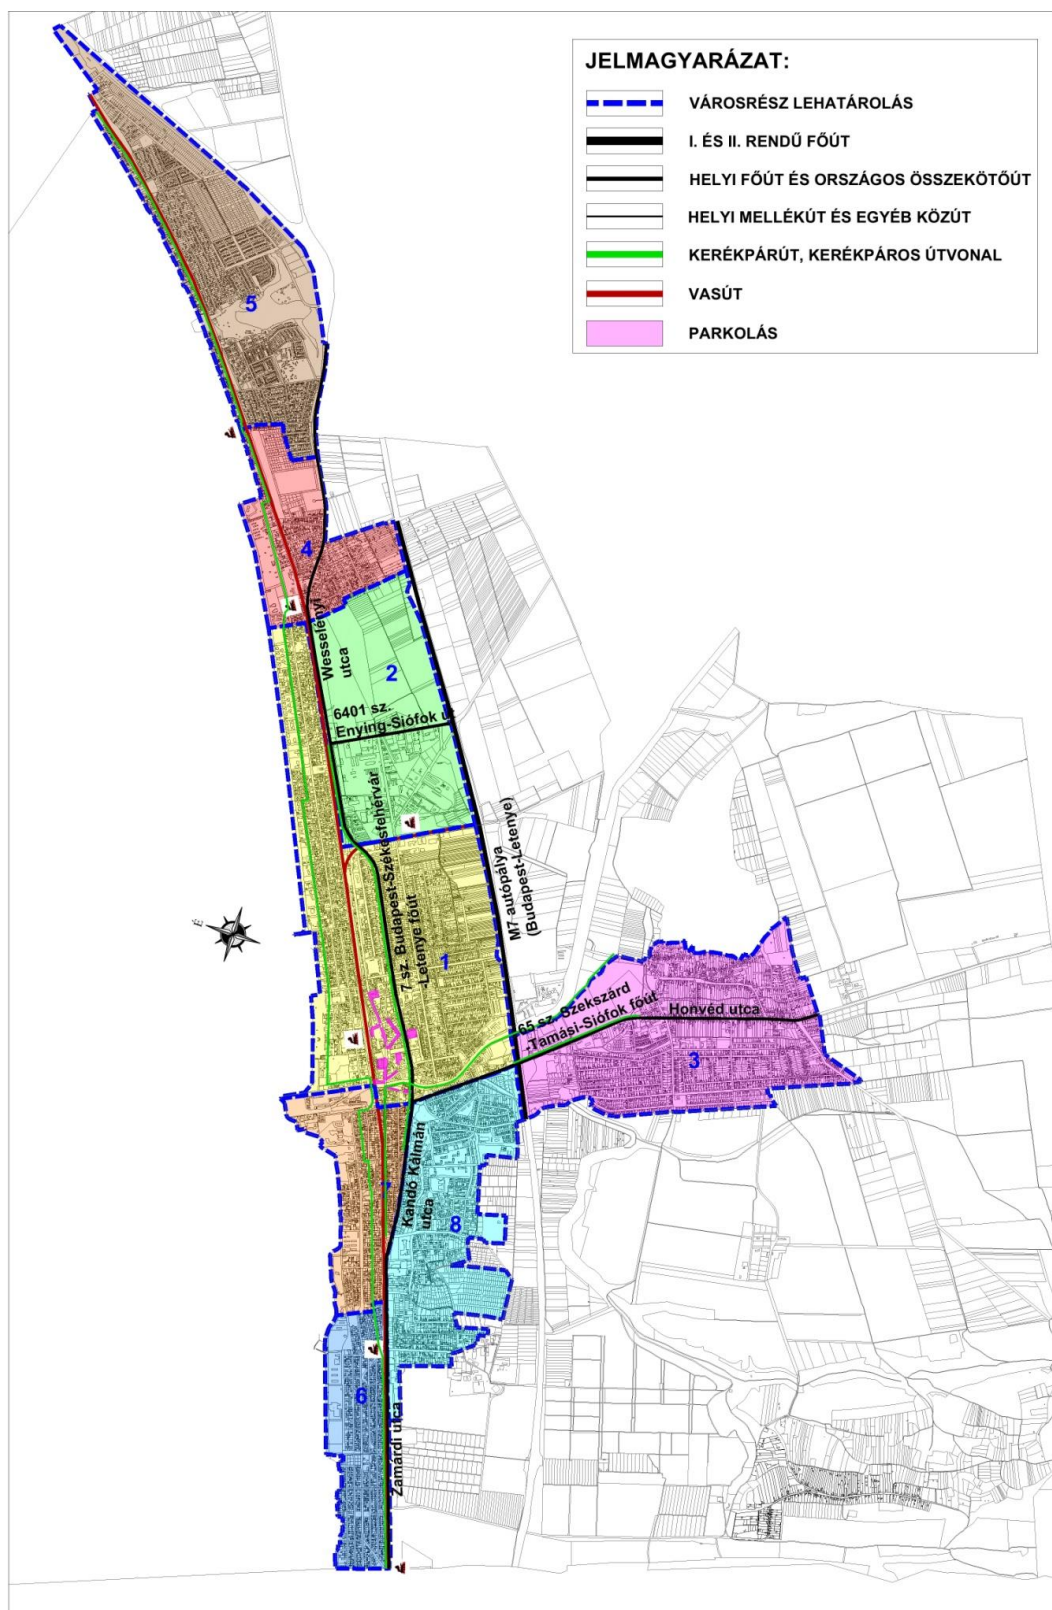 JELMAGYARÁZAT:
VÁROSRÉSZ LEHATÁROLÁS
I. ÉS II. RENDŰ FŐÚT
HELYI FŐÚT ÉS ORSZÁGOS ÖSSZEKÖTŐÚT
HELYI MELLÉKÚT ÉS EGYÉB KÖZÚT
KERÉKPÁRÚT, KERÉKPÁROS ÚTVONAL
VASÚT
PARKOLÁS
5
4
Wesselényi
utca
2
6401 sz.
Enying-Siófok
7 sz. Budapest-Székesfehérvár
-Letenye főút
M7 autópálya
(Budapest-Letenye)
É
1
65 sz. Szekszárd
-Tamási-Siófok főút
Honvéd utca
3
Kandó Kálmán
utca
8
6
Zamárdi utca